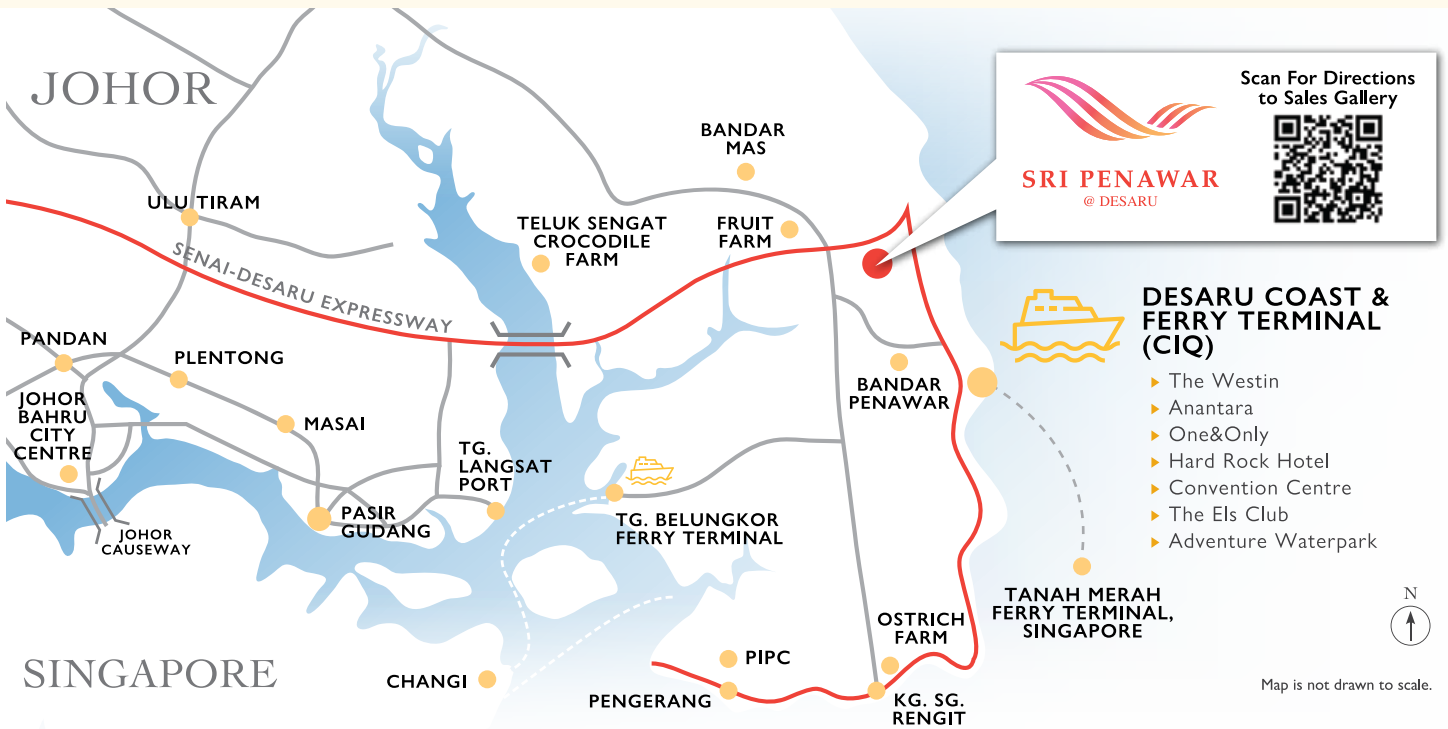 JOHOR
ULU TIRAM
SENAI-DESARU EXPRESSWAY
PANDAN
PLENTONG
JOHOR
BAHRU
CITY
CENTRE
MASAI
JOHOR
CAUSEWAY
PASIR
GUDANG
TG.
LANGSAT
PORT
TELUK SENGAT
CROCODILE
FARM
BANDAR
MAS
FRUIT
FARM
BANDAR
PENAWAR
TG. BELUNGKOR
FERRY TERMINAL
SINGAPORE
CHANGI
PIPC
PENGERANG
OSTRICH
FARM
KG. SG.
RENGIT
SRI PENAWAR
@ DESARU
Scan For Directions
to Sales Gallery
DESARU COAST &
FERRY TERMINAL
(CIQ)
The Westin
Anantara
One&Only
Hard Rock Hotel
Convention Centre
The Els Club
Adventure Waterpark
TANAH MERAH
FERRY TERMINAL,
SINGAPORE
N
Map is not drawn to scale.